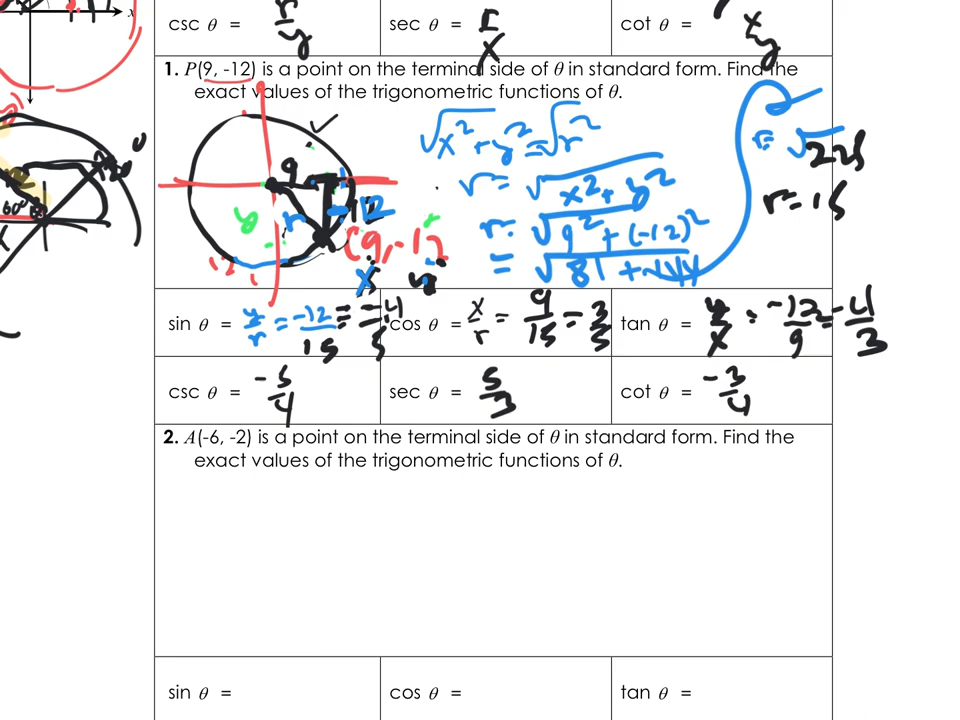 csc θ = r/y sec θ = r/x cot θ = x/y
1. P(9, -12) is a point on the terminal side of θ in standard form. Find the
exact values of the trigonometric functions of θ.
√x² + y² = √r²
r = √x² + y²
r = √9² + (-12)²
= √81 + 144
r = √225
r = 15
9
-12
y
r
(9, -12
x y
sin θ = y/r = -12/15 = -4/5 cos θ = x/r = 9/15 = 3/5 tan θ = y/x = -12/9 = -4/3
csc θ = -5/4 sec θ = 5/3 cot θ = -3/4
2. A(-6, -2) is a point on the terminal side of θ in standard form. Find the
exact values of the trigonometric functions of θ.
sin θ = cos θ = tan θ =
x
60°